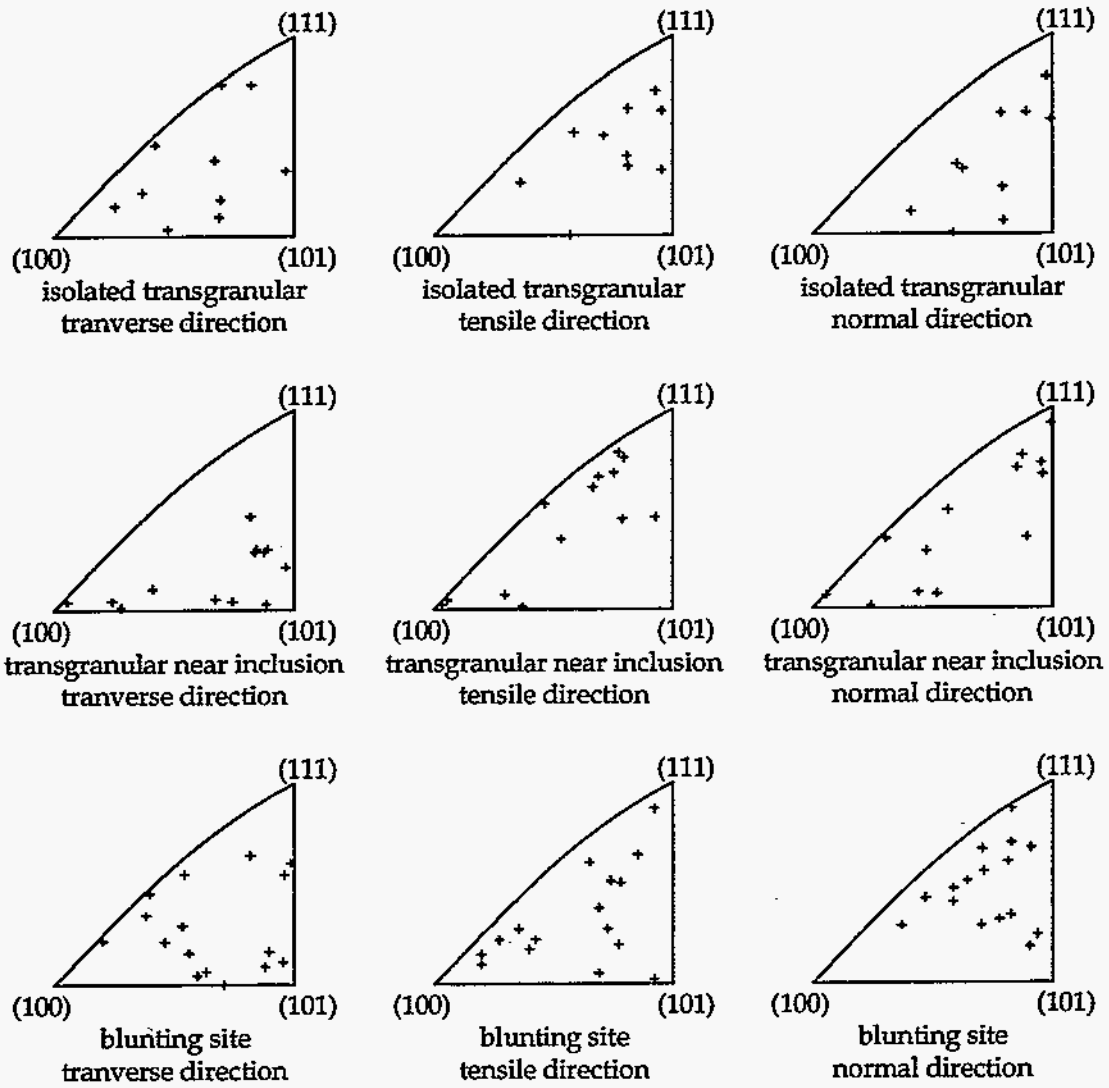 (111) (111) (111)
(100) (101) (100) (101) (100) (101)
isolated transgranular isolated transgranular isolated transgranular
tranverse direction tensile direction normal direction
(111) (111) (111)
(100) (101) (100) (101) (100) (101)
transgranular near inclusion transgranular near inclusion transgranular near inclusion
tranverse direction tensile direction normal direction
(111) (111) (111)
(100) (101) (100) (101) (100) (101)
blunting site blunting site blunting site
tranverse direction tensile direction normal direction